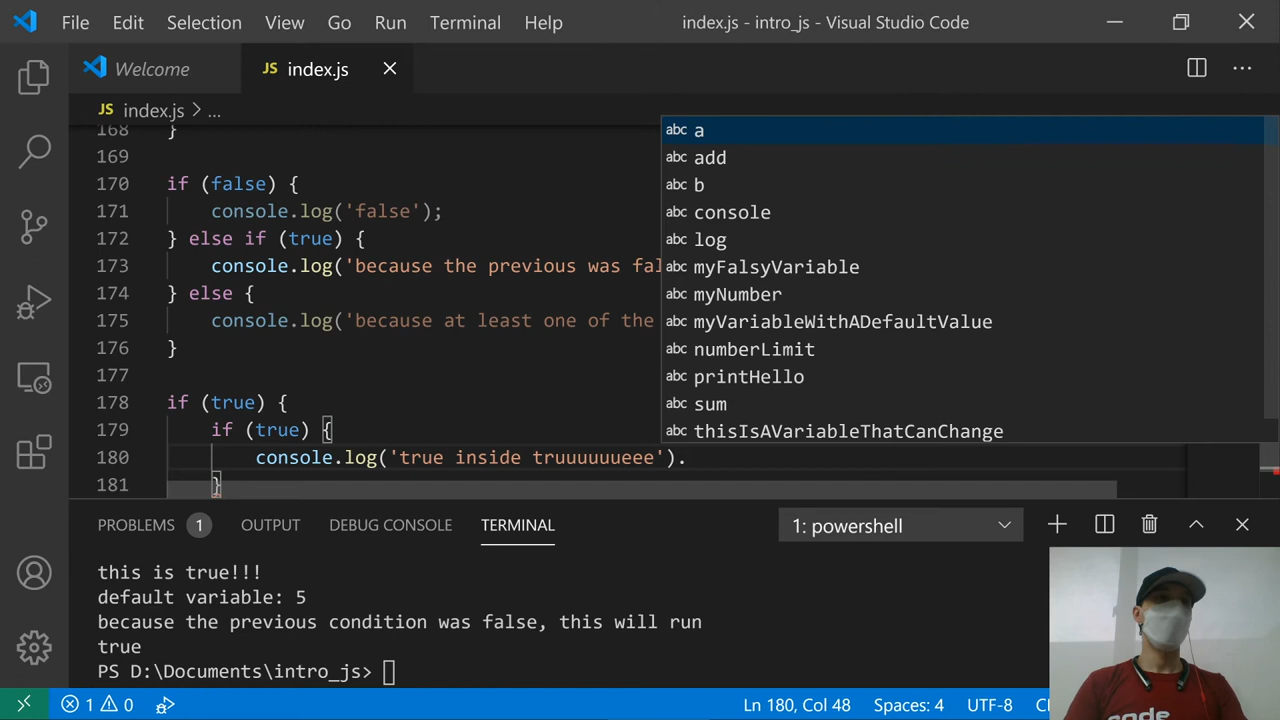 File Edit Selection View Go Run Terminal Help index.js - intro_js - Visual Studio Code
Welcome JS index.js
JS index.js > ...
168 }
169
170 if (false) {
171 console.log('false');
172 } else if (true) {
173 console.log('because the previous was fal
174 } else {
175 console.log('because at least one of the
176 }
177
178 if (true) {
179 if (true) {
180 console.log('true inside truuuuuueee').
181 }
abc a
abc add
abc b
abc console
abc log
abc myFalsyVariable
abc myNumber
abc myVariableWithADefaultValue
abc numberLimit
abc printHello
abc sum
abc thisIsAVariableThatCanChange
PROBLEMS 1 OUTPUT DEBUG CONSOLE TERMINAL 1: powershell
this is true!!!
default variable: 5
because the previous condition was false, this will run
true
PS D:\Documents\intro_js>
1 0 Ln 180, Col 48 Spaces: 4 UTF-8